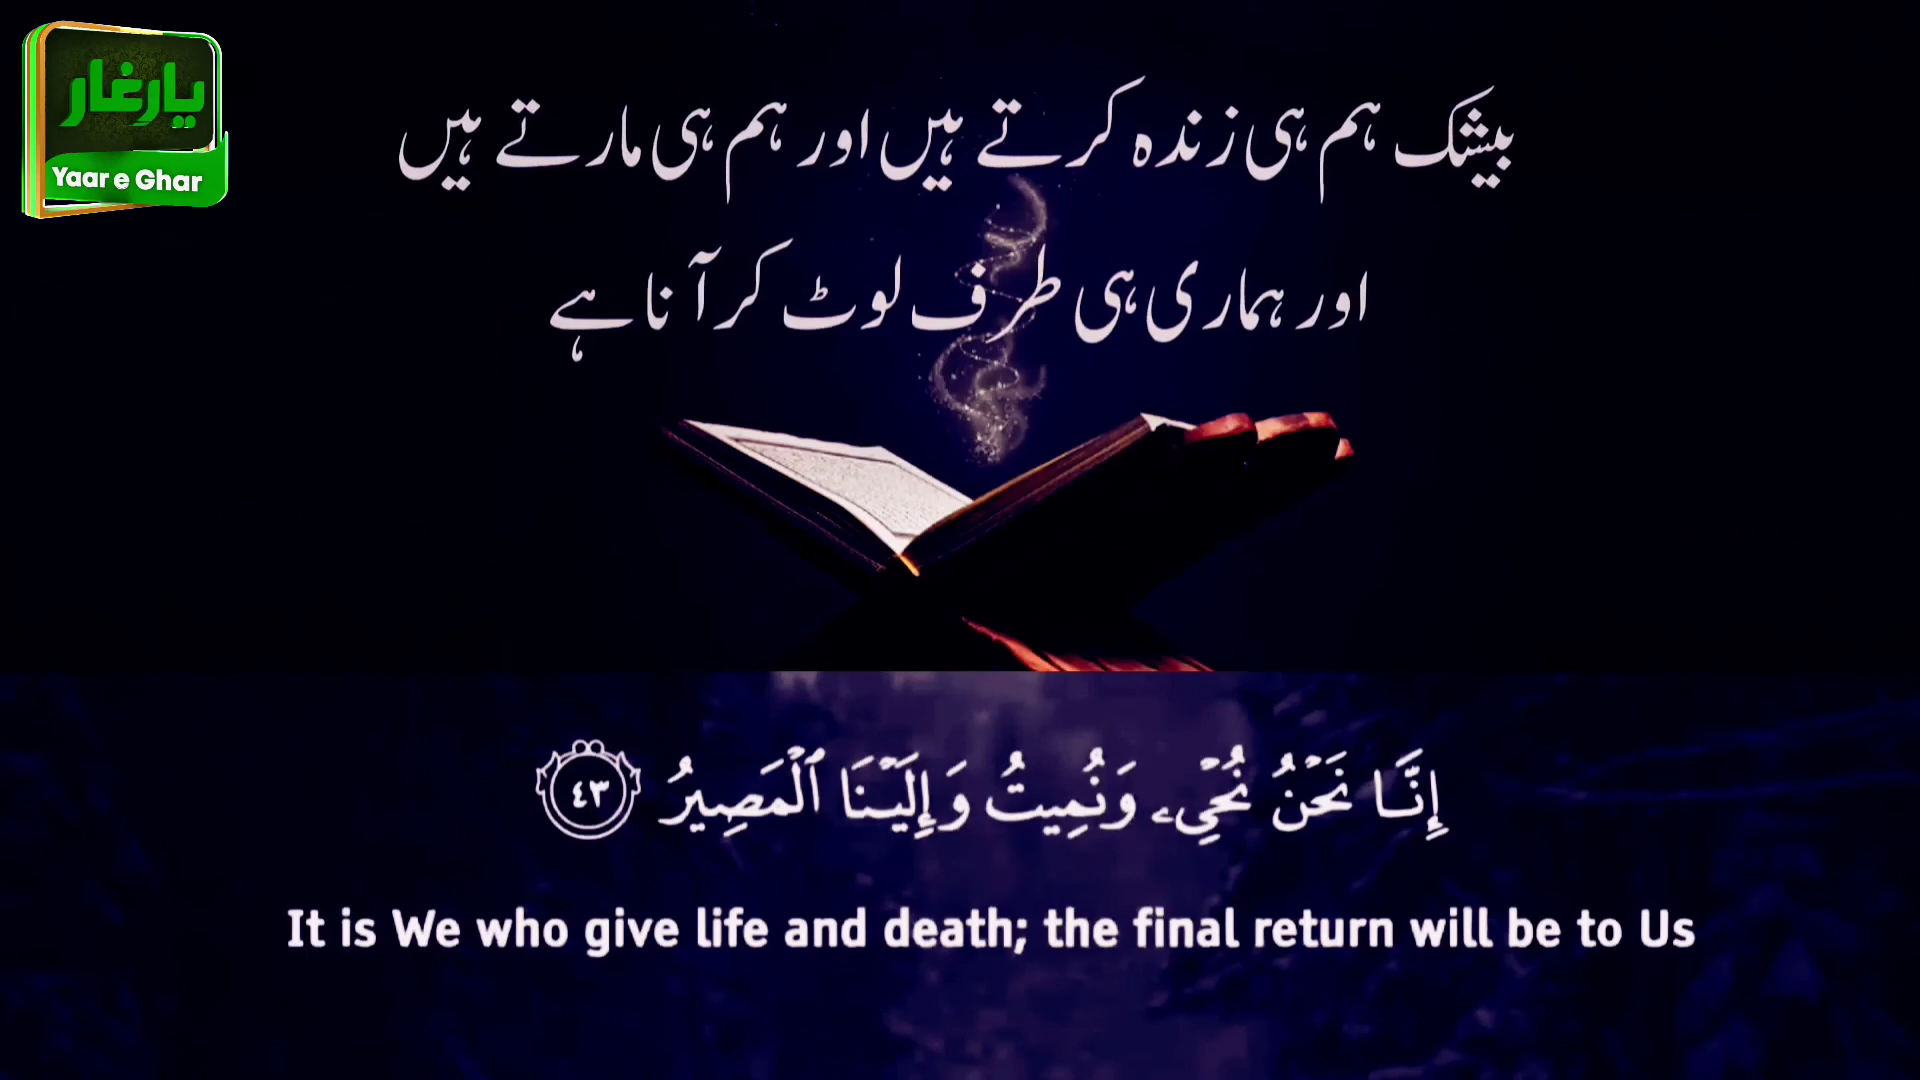 یارغار
Yaar e Ghar
بیشک ہم ہی زندہ کرتے ہیں اور ہم ہی مارتے ہیں
اور ہماری ہی طرف لوٹ کر آنا ہے
إِنَّا نَحۡنُ نُحۡيِۦ وَنُمِيتُ وَإِلَيۡنَا ٱلۡمَصِيرُ ٤٣
It is We who give life and death; the final return will be to Us